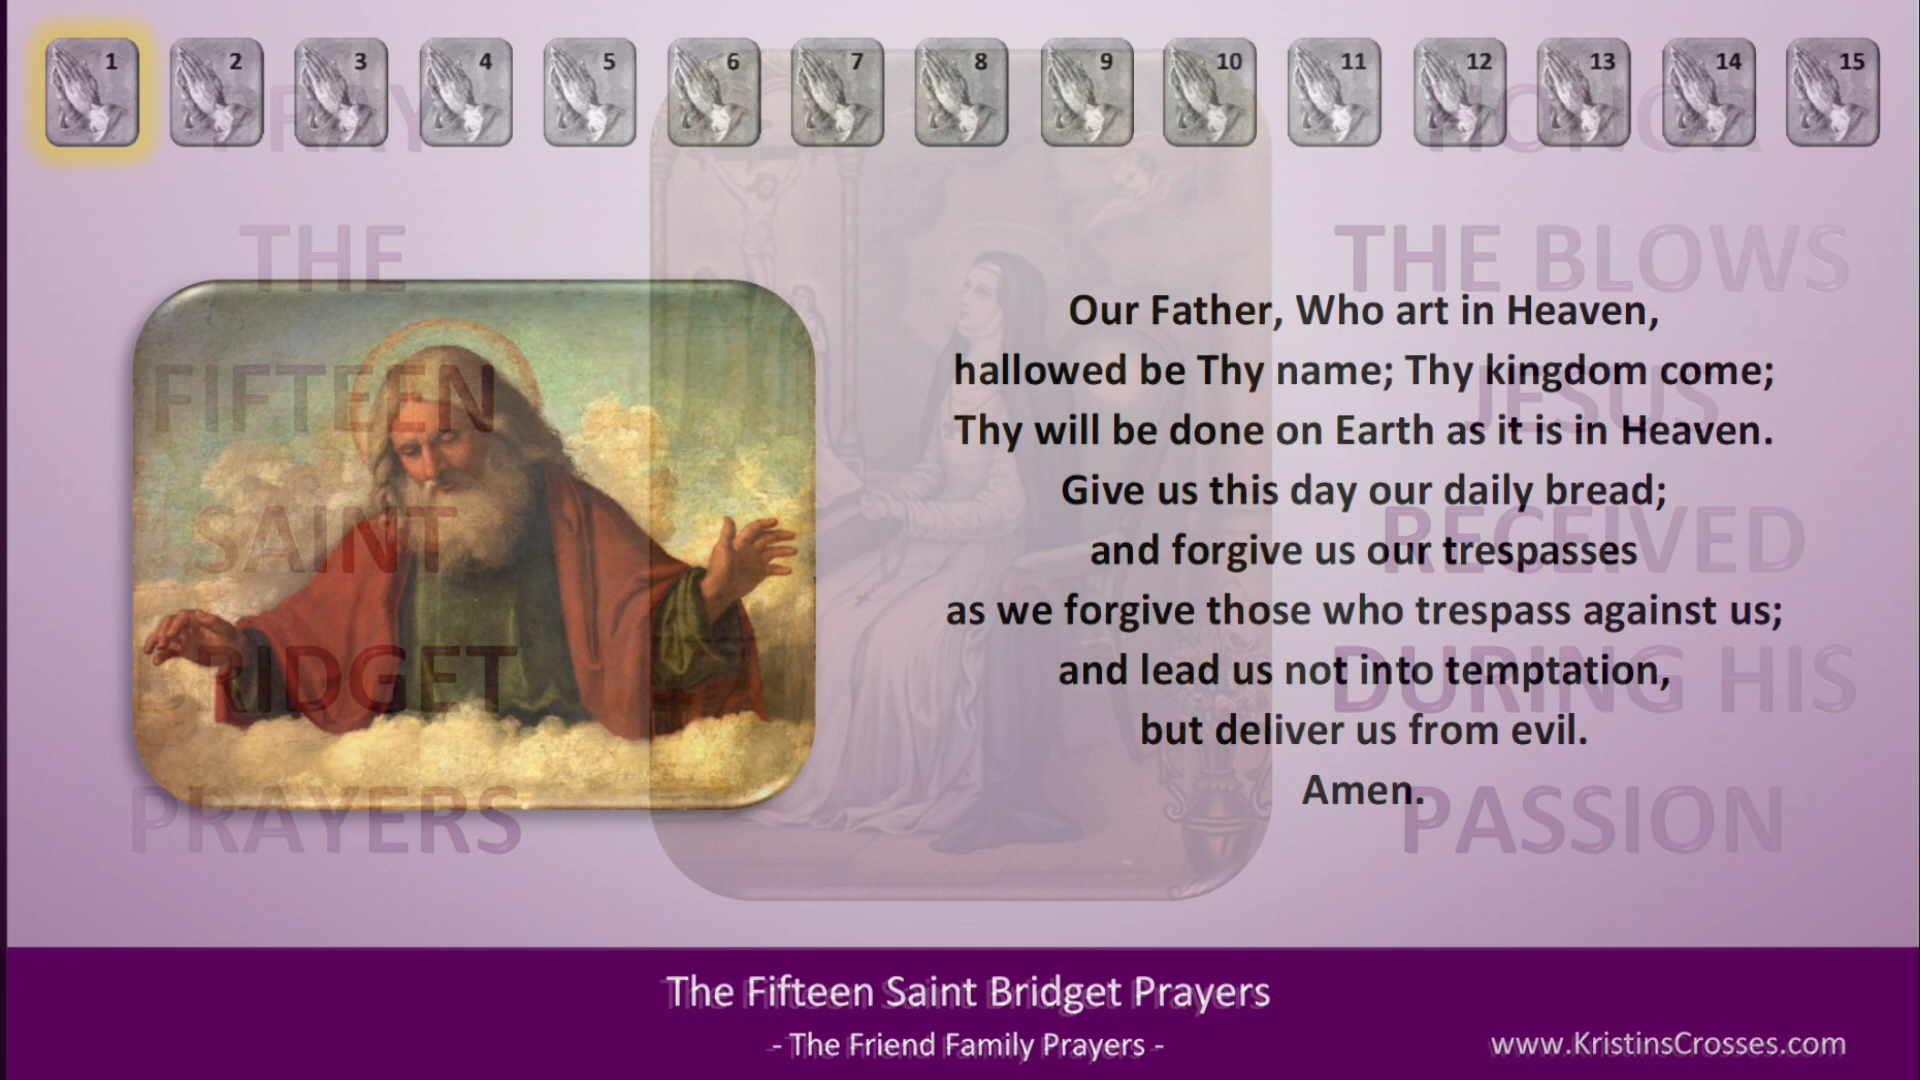 1 2 3 4 5 6 7 8 9 10 11 12 13 14 15
PRAY
THE
FIFTEEN
SAINT
BRIDGET
PRAYERS
HONOR
THE BLOWS
JESUS
RECEIVED
DURING HIS
PASSION
Our Father, Who art in Heaven,
hallowed be Thy name; Thy kingdom come;
Thy will be done on Earth as it is in Heaven.
Give us this day our daily bread;
and forgive us our trespasses
as we forgive those who trespass against us;
and lead us not into temptation,
but deliver us from evil.
Amen.
The Fifteen Saint Bridget Prayers
- The Friend Family Prayers -
www.KristinsCrosses.com